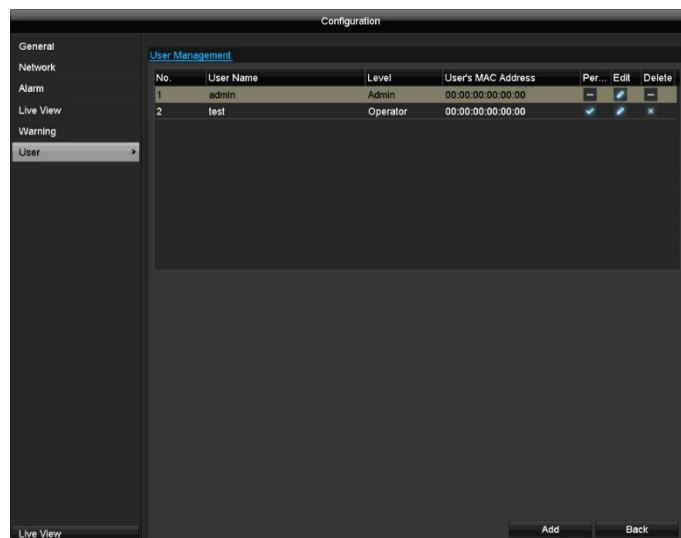 Configuration
General
Network
Alarm
Live View
Warning
User
User Management
No. User Name Level User's MAC Address Per... Edit Delete
1 admin Admin 00:00:00:00:00:00
2 test Operator 00:00:00:00:00:00
Add Back
Live View